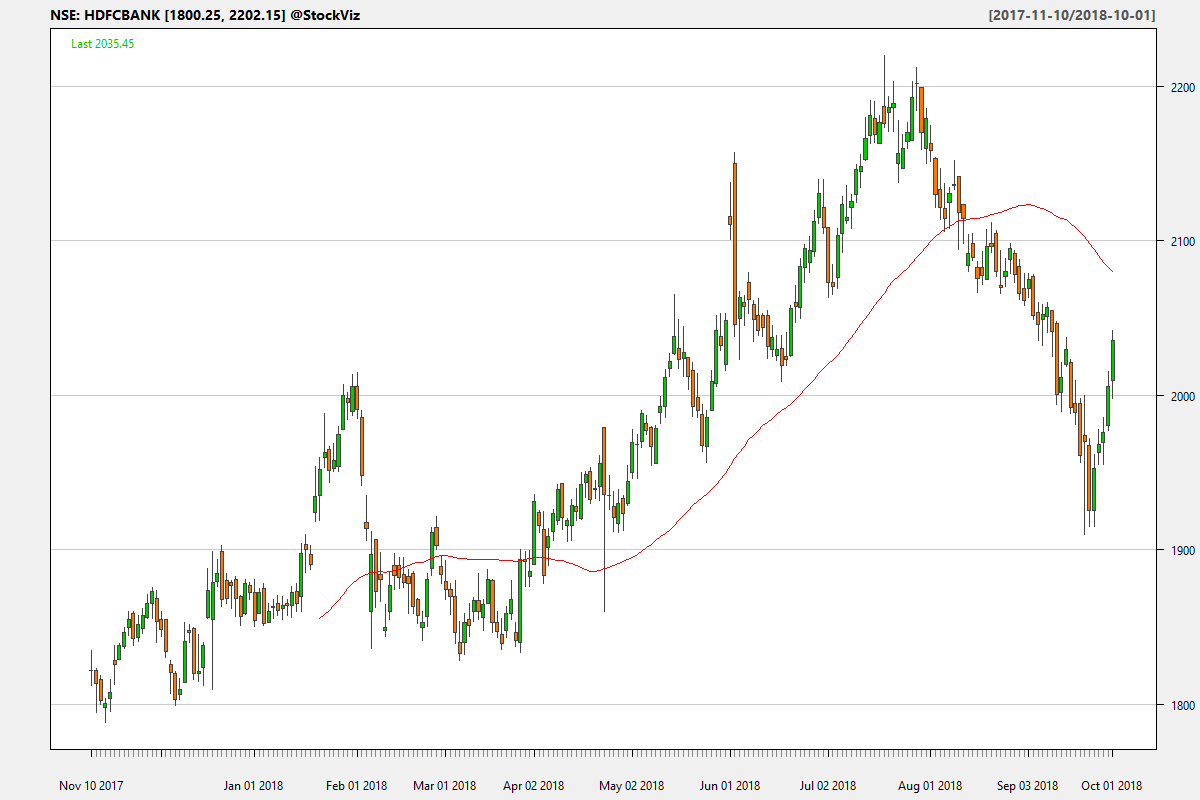 NSE: HDFCBANK [1800.25, 2202.15] @StockViz
[2017-11-10/2018-10-01]
Last 2035.45
2200
2100
2000
1900
1800
Nov 10 2017 Jan 01 2018 Feb 01 2018 Mar 01 2018 Apr 02 2018 May 02 2018 Jun 01 2018 Jul 02 2018 Aug 01 2018 Sep 03 2018 Oct 01 2018